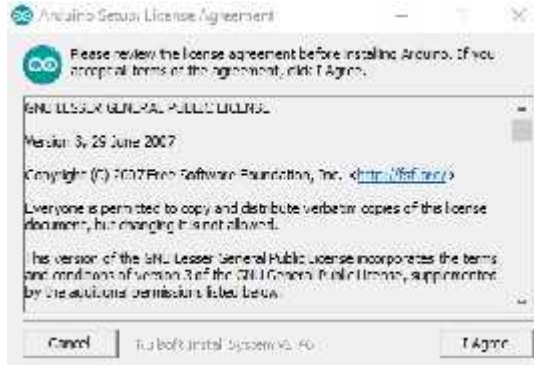 Arduino Setup: License Agreement
Please review the license agreement before installing Arduino. If you
accept all terms of the agreement, click I Agree.
GNU LESSER GENERAL PUBLIC LICENSE
Version 3, 29 June 2007
Copyright (C) 2007 Free Software Foundation, Inc. <http://fsf.org/>
Everyone is permitted to copy and distribute verbatim copies of this license
document, but changing it is not allowed.
This version of the GNU Lesser General Public License incorporates the terms
and conditions of version 3 of the GNU General Public License, supplemented
by the additional permissions listed below.
Cancel
Nullsoft Install System
I Agree